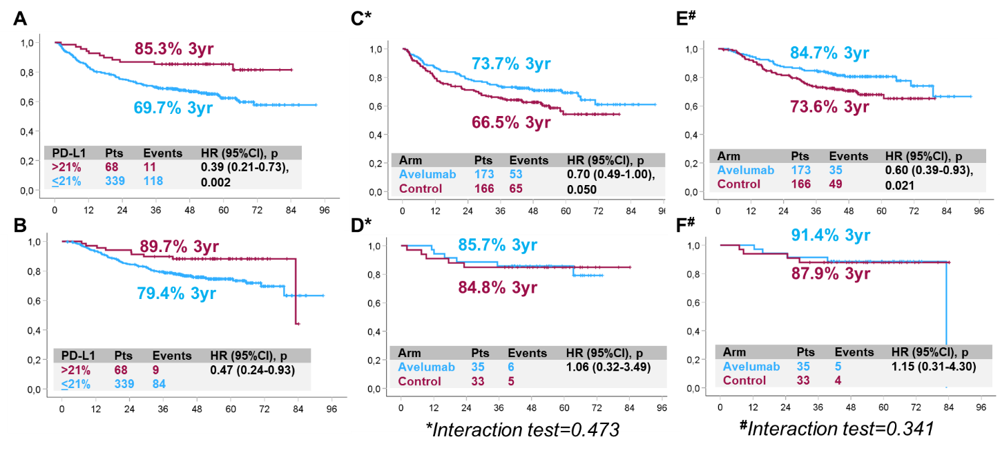 A
1,0
0,8
0,6
0,4
0,2
0,0
85.3% 3yr
69.7% 3yr
PD-L1 Pts Events HR (95%CI), p
>21% 68 11 0.39 (0.21-0.73),
≤21% 339 118 0.002
0 12 24 36 48 60 72 84 96
C*
1,0
0,8
0,6
0,4
0,2
0,0
73.7% 3yr
66.5% 3yr
Arm Pts Events HR (95%CI), p
Avelumab 173 53 0.70 (0.49-1.00),
Control 166 65 0.050
0 12 24 36 48 60 72 84 96
E#
1,0
0,8
0,6
0,4
0,2
0,0
84.7% 3yr
73.6% 3yr
Arm Pts Events HR (95%CI), p
Avelumab 173 35 0.60 (0.39-0.93),
Control 166 49 0.021
0 12 24 36 48 60 72 84 96
B
1,0
0,8
0,6
0,4
0,2
0,0
89.7% 3yr
79.4% 3yr
PD-L1 Pts Events HR (95%CI), p
>21% 68 9 0.47 (0.24-0.93)
≤21% 339 84
0 12 24 36 48 60 72 84 96
D*
1,0
0,8
0,6
0,4
0,2
0,0
85.7% 3yr
84.8% 3yr
Arm Pts Events HR (95%CI), p
Avelumab 35 6 1.06 (0.32-3.49)
Control 33 5
0 12 24 36 48 60 72 84 96
*Interaction test=0.473
F#
1,0
0,8
0,6
0,4
0,2
0,0
91.4% 3yr
87.9% 3yr
Arm Pts Events HR (95%CI), p
Avelumab 35 5 1.15 (0.31-4.30)
Control 33 4
0 12 24 36 48 60 72 84 96
#Interaction test=0.341